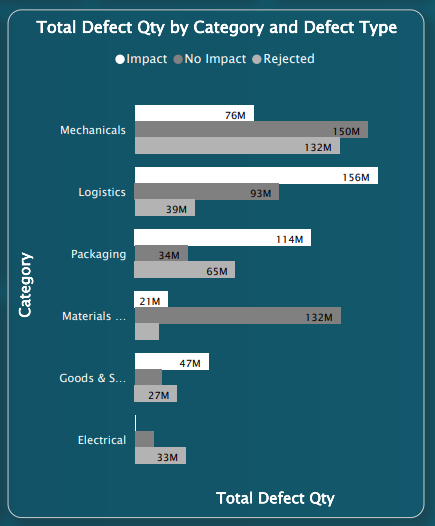 Total Defect Qty by Category and Defect Type
Impact No Impact Rejected
Mechanicals
76M
150M
132M
Logistics
156M
93M
39M
Packaging
114M
34M
65M
Materials ...
21M
132M
Goods & S...
47M
27M
Electrical
33M
Category
Total Defect Qty